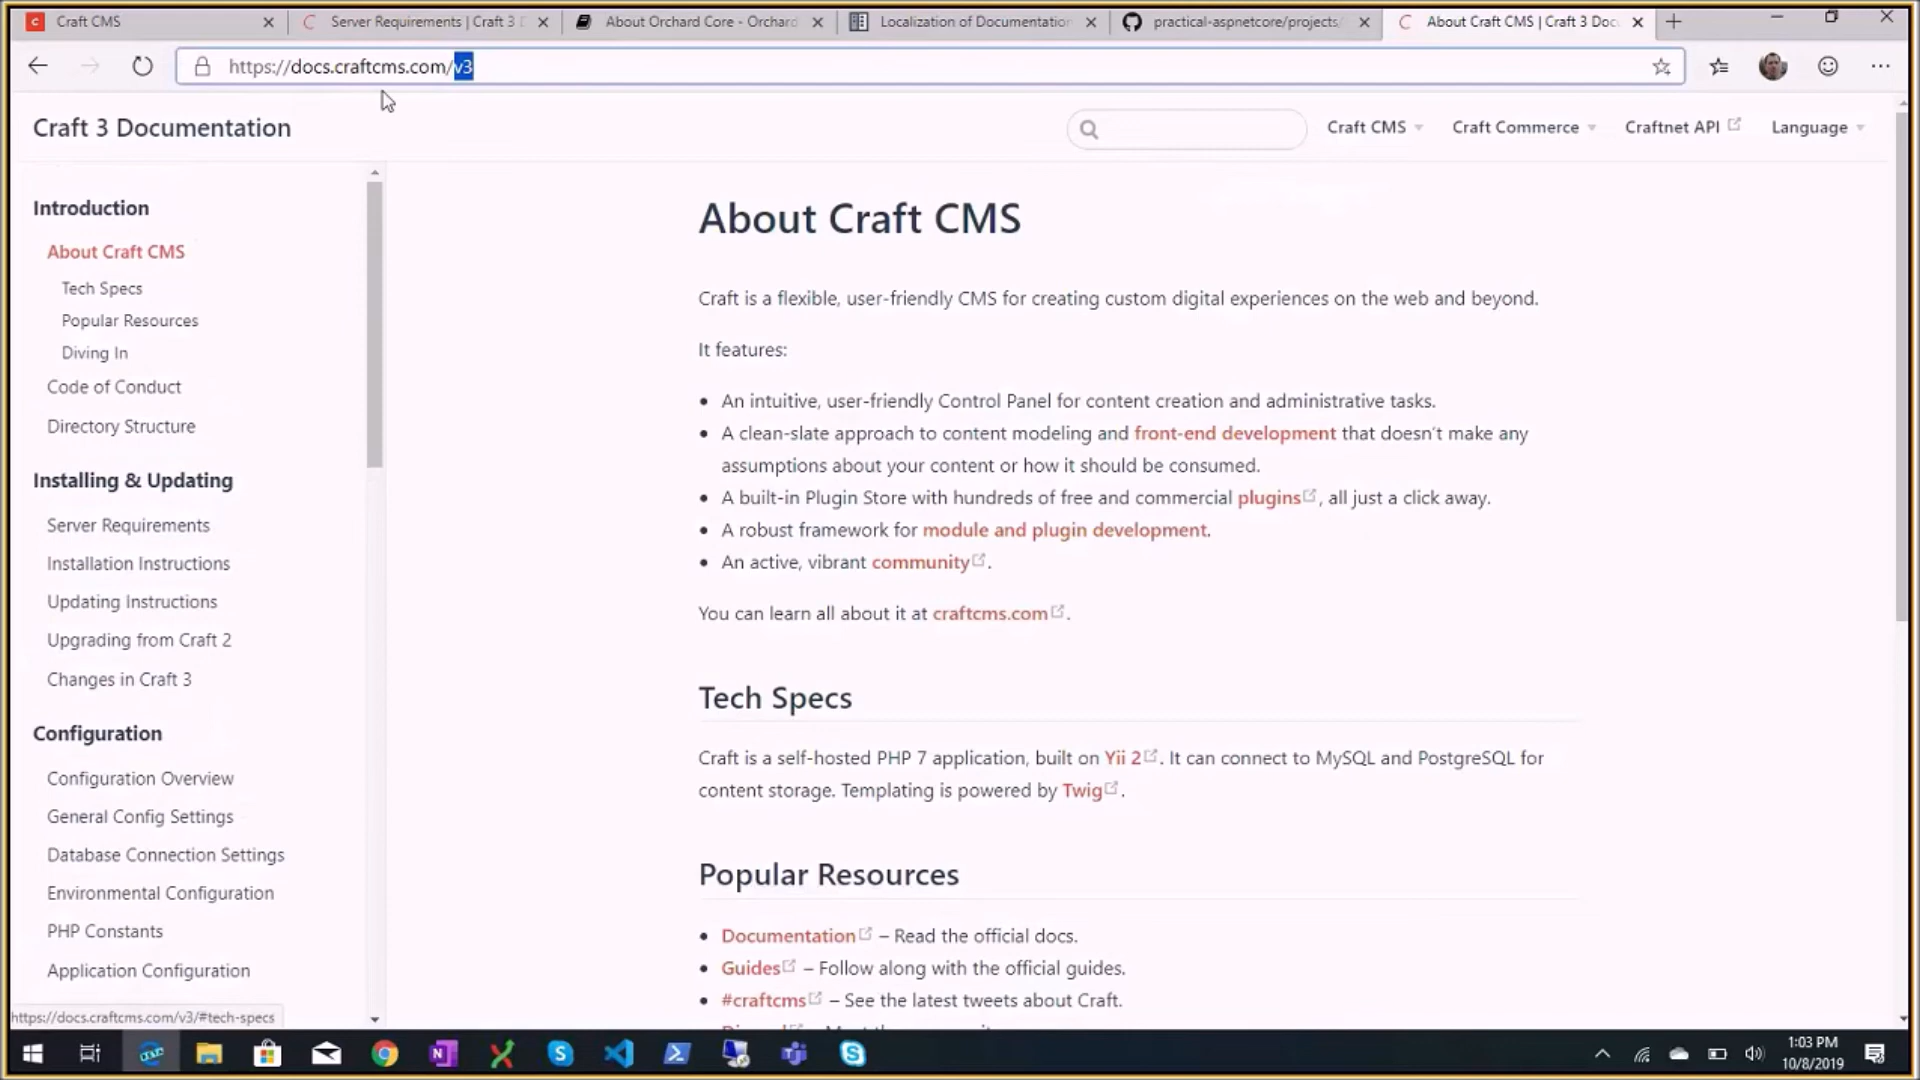 Craft CMS
Server Requirements | Craft 3 D
About Orchard Core - Orchard
Localization of Documentation
practical-aspnetcore/projects/
About Craft CMS | Craft 3 Doc
https://docs.craftcms.com/v3
Craft 3 Documentation
Craft CMS
Craft Commerce
Craftnet API
Language
Introduction
About Craft CMS
Tech Specs
Popular Resources
Diving In
Code of Conduct
Directory Structure
Installing & Updating
Server Requirements
Installation Instructions
Updating Instructions
Upgrading from Craft 2
Changes in Craft 3
Configuration
Configuration Overview
General Config Settings
Database Connection Settings
Environmental Configuration
PHP Constants
Application Configuration
https://docs.craftcms.com/v3/#tech-specs
About Craft CMS
Craft is a flexible, user-friendly CMS for creating custom digital experiences on the web and beyond.
It features:
• An intuitive, user-friendly Control Panel for content creation and administrative tasks.
• A clean-slate approach to content modeling and front-end development that doesn't make any
assumptions about your content or how it should be consumed.
• A built-in Plugin Store with hundreds of free and commercial plugins, all just a click away.
• A robust framework for module and plugin development.
• An active, vibrant community.
You can learn all about it at craftcms.com.
Tech Specs
Craft is a self-hosted PHP 7 application, built on Yii 2. It can connect to MySQL and PostgreSQL for
content storage. Templating is powered by Twig.
Popular Resources
• Documentation – Read the official docs.
• Guides – Follow along with the official guides.
• #craftcms – See the latest tweets about Craft.
1:03 PM
10/8/2019